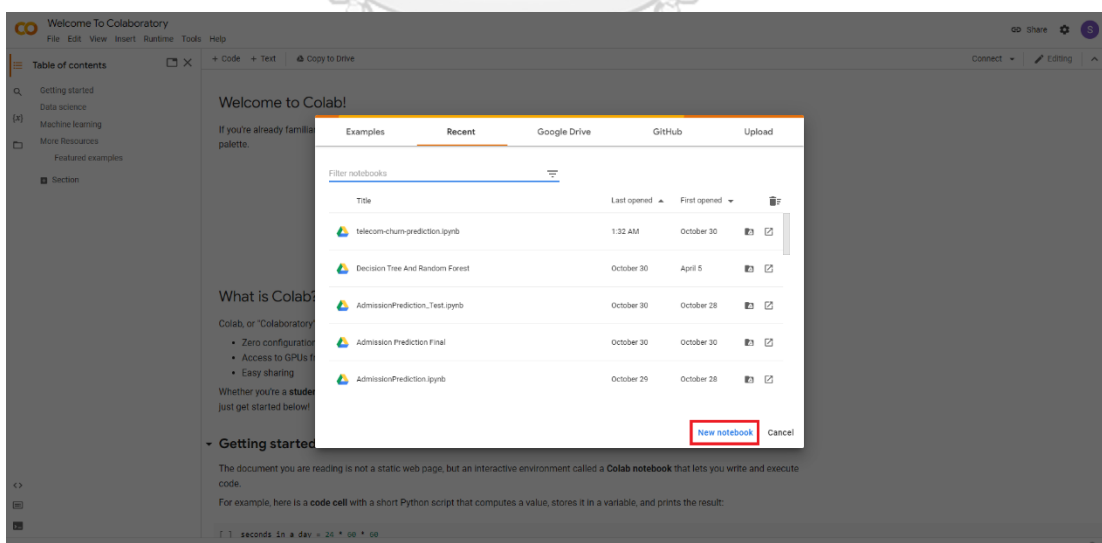 Welcome To Colaboratory
File Edit View Insert Runtime Tools Help
Share
S
Table of contents
+ Code + Text Copy to Drive
Connect
Editing
Getting started
Data science
Machine learning
More Resources
Featured examples
Section
Welcome to Colab!
If you're already familiar
palette.
Examples Recent Google Drive GitHub Upload
Filter notebooks
Title Last opened First opened
telecom-churn-prediction.ipynb 1:32 AM October 30
Decision Tree And Random Forest October 30 April 5
AdmissionPrediction_Test.ipynb October 30 October 28
Admission Prediction Final October 30 October 30
AdmissionPrediction.ipynb October 29 October 28
New notebook Cancel
What is Colab?
Colab, or "Colaboratory"
Zero configuration
Access to GPUs
Easy sharing
Whether you're a
just get started below!
Getting started
The document you are reading is not a static web page, but an interactive environment called a Colab notebook that lets you write and execute
code.
For example, here is a code cell with a short Python script that computes a value, stores it in a variable, and prints the result:
[ ] seconds in a day = 24 * 60 * 60